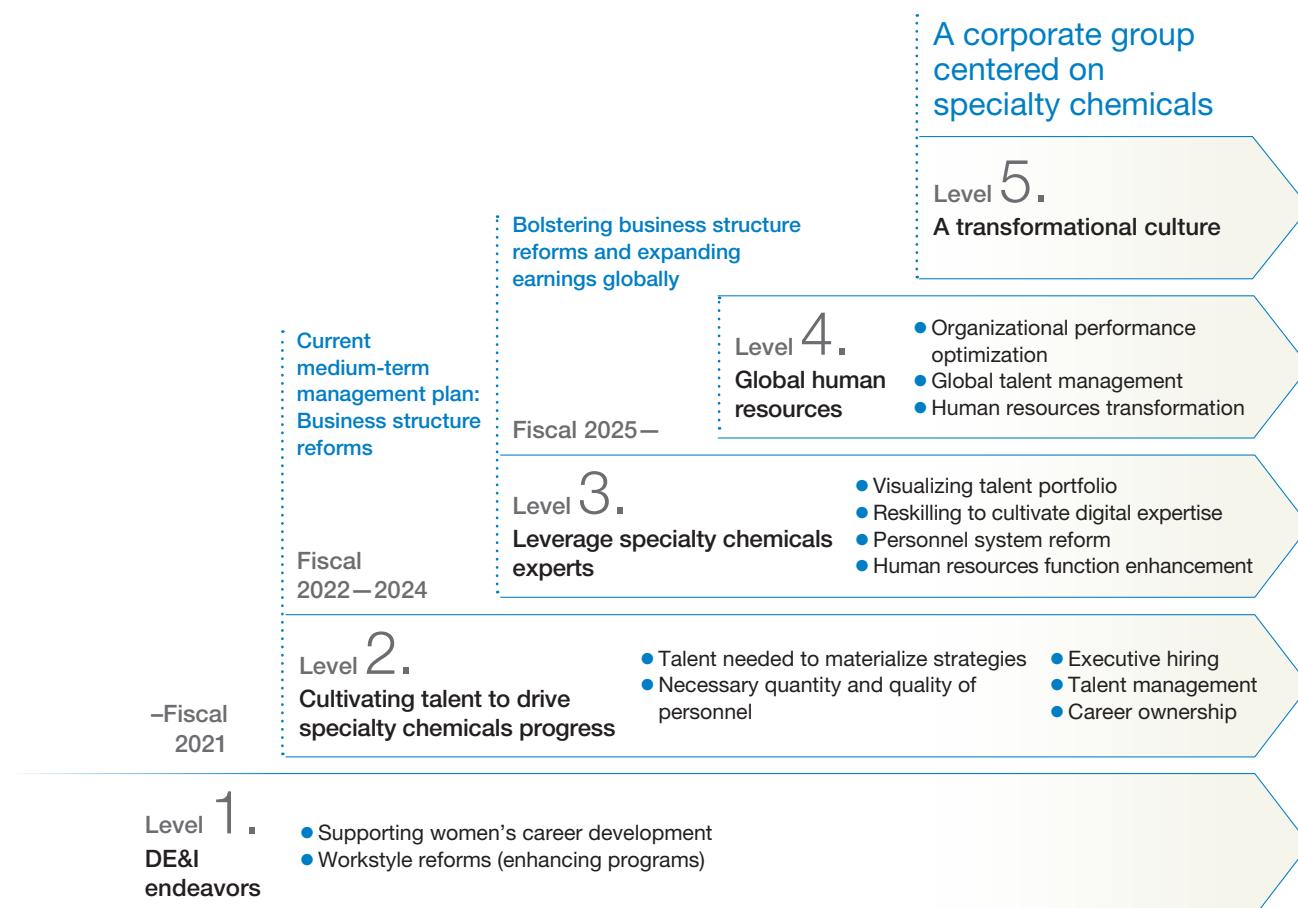 A corporate group
centered on
specialty chemicals
Level 5.
A transformational culture
Bolstering business structure
reforms and expanding
earnings globally
Fiscal 2025—
Level 4.
Global human
resources
● Organizational performance
optimization
● Global talent management
● Human resources transformation
Current
medium-term
management plan:
Business structure
reforms
Fiscal
2022—2024
Level 3.
Leverage specialty chemicals
experts
● Visualizing talent portfolio
● Reskilling to cultivate digital expertise
● Personnel system reform
● Human resources function enhancement
–Fiscal
2021
Level 2.
Cultivating talent to drive
specialty chemicals progress
● Talent needed to materialize strategies
● Necessary quantity and quality of
personnel
● Executive hiring
● Talent management
● Career ownership
Level 1.
DE&I
endeavors
● Supporting women’s career development
● Workstyle reforms (enhancing programs)